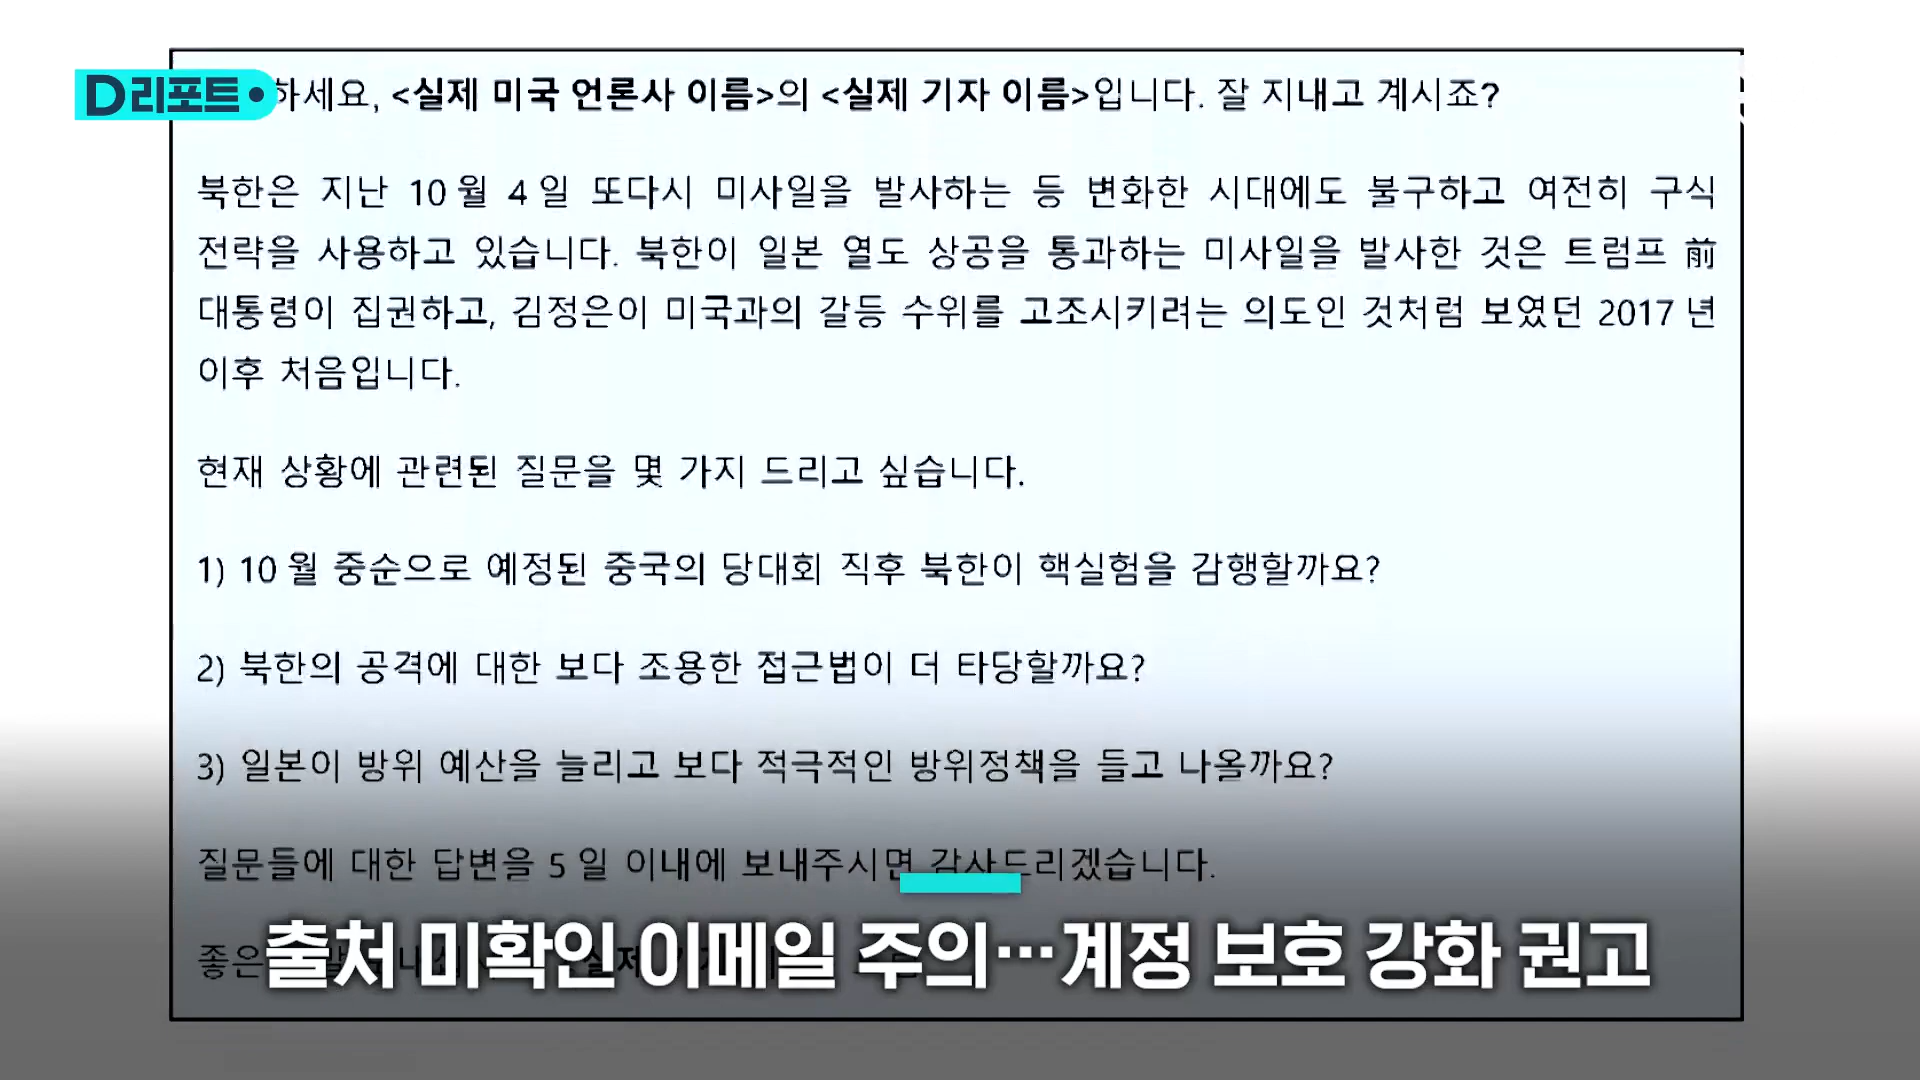 D리포트
하세요, <실제 미국 언론사 이름>의 <실제 기자 이름>입니다. 잘 지내고 계시죠?
북한은 지난 10월 4일 또다시 미사일을 발사하는 등 변화한 시대에도 불구하고 여전히 구식
전략을 사용하고 있습니다. 북한이 일본 열도 상공을 통과하는 미사일을 발사한 것은 트럼프 前
대통령이 집권하고, 김정은이 미국과의 갈등 수위를 고조시키려는 의도인 것처럼 보였던 2017년
이후 처음입니다.
현재 상황에 관련된 질문을 몇 가지 드리고 싶습니다.
1) 10월 중순으로 예정된 중국의 당대회 직후 북한이 핵실험을 감행할까요?
2) 북한의 공격에 대한 보다 조용한 접근법이 더 타당할까요?
3) 일본이 방위 예산을 늘리고 보다 적극적인 방위정책을 들고 나올까요?
질문들에 대한 답변을 5일 이내에 보내주시면 감사드리겠습니다.
좋은
출처 미확인 이메일 주의…계정 보호 강화 권고